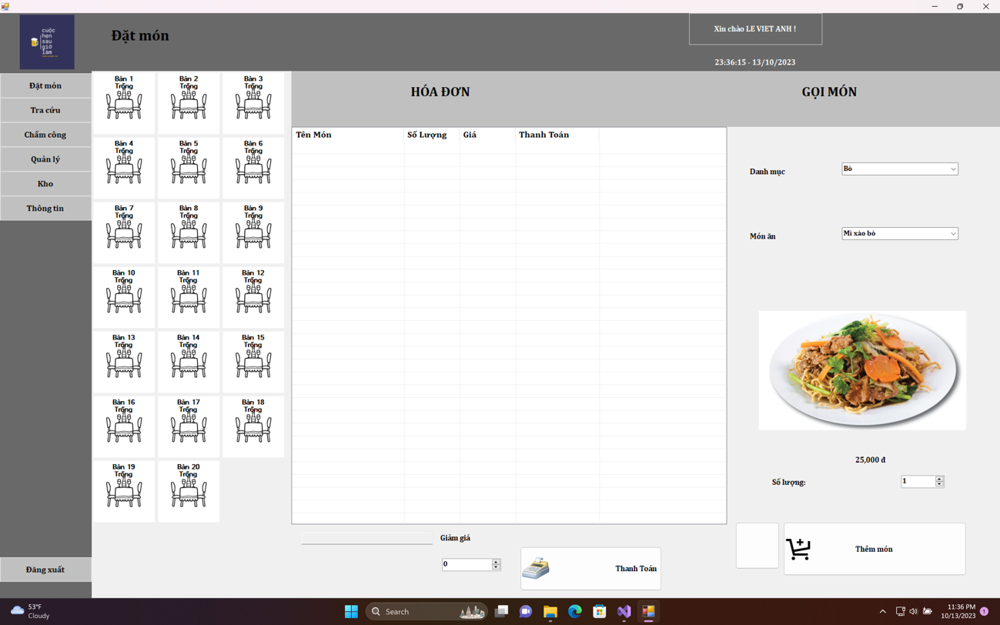 cuộc
hẹn
sau
giờ
làm
Đặt món
Xin chào LE VIET ANH !
23:36:15 - 13/10/2023
Đặt món
Tra cứu
Chấm công
Quản lý
Kho
Thông tin
Đăng xuất
Bàn 1
Trống
Bàn 2
Trống
Bàn 3
Trống
Bàn 4
Trống
Bàn 5
Trống
Bàn 6
Trống
Bàn 7
Trống
Bàn 8
Trống
Bàn 9
Trống
Bàn 10
Trống
Bàn 11
Trống
Bàn 12
Trống
Bàn 13
Trống
Bàn 14
Trống
Bàn 15
Trống
Bàn 16
Trống
Bàn 17
Trống
Bàn 18
Trống
Bàn 19
Trống
Bàn 20
Trống
HÓA ĐƠN
Tên Món Số Lượng Giá Thanh Toán
Giảm giá
0
Thanh Toán
GỌI MÓN
Danh mục
Bò
Món ăn
Mì xào bò
25,000 đ
Số lượng:
1
Thêm món
53°F
Cloudy
Search
11:36 PM
10/13/2023
1